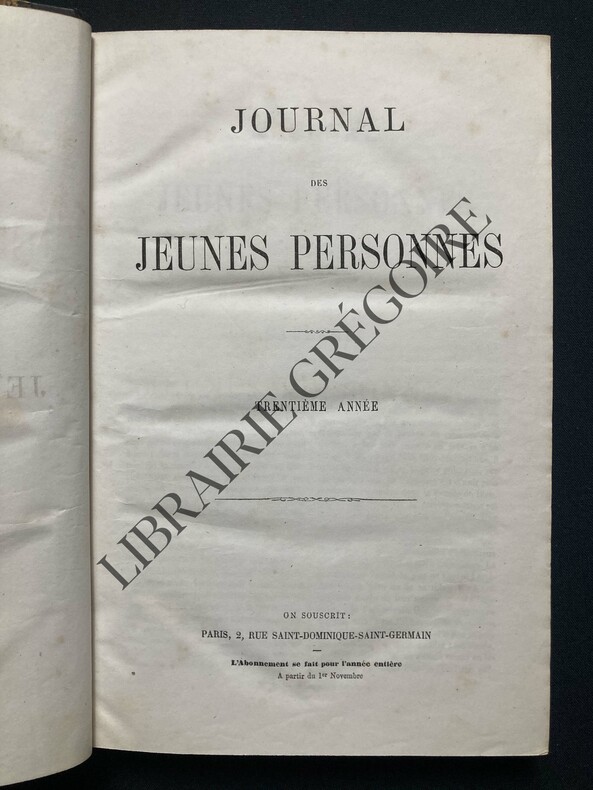 JOURNAL
DES
JEUNES PERSONNES
TRENTIÈME ANNÉE
ON SOUSCRIT :
PARIS, 2, RUE SAINT-DOMINIQUE-SAINT-GERMAIN
L'Abonnement se fait pour l'année entière
A partir du 1er Novembre
LIBRAIRIE GRÉGOIRE
JE